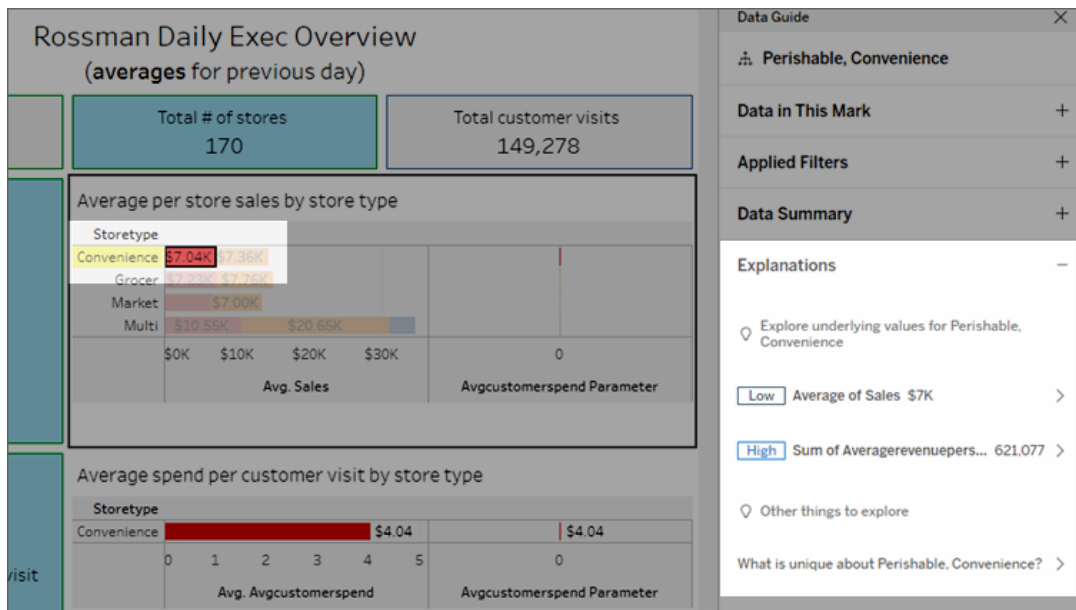 Rossman Daily Exec Overview
(averages for previous day)
Total # of stores
170
Total customer visits
149,278
Average per store sales by store type
Storetype
Convenience $7.04K $7.36K
Grocer $7.23K $7.76K
Market $7.00K
Multi $10.55K $20.65K
$0K $10K $20K $30K 0
Avg. Sales Avgcustomerspend Parameter
Average spend per customer visit by store type
Storetype
Convenience $4.04 $4.04
0 1 2 3 4 5 0
Avg. Avgcustomerspend Avgcustomerspend Parameter
visit
Data Guide
Perishable, Convenience
Data in This Mark
Applied Filters
Data Summary
Explanations
Explore underlying values for Perishable,
Convenience
Low Average of Sales $7K
High Sum of Averagerevenuepers... 621,077
Other things to explore
What is unique about Perishable, Convenience?